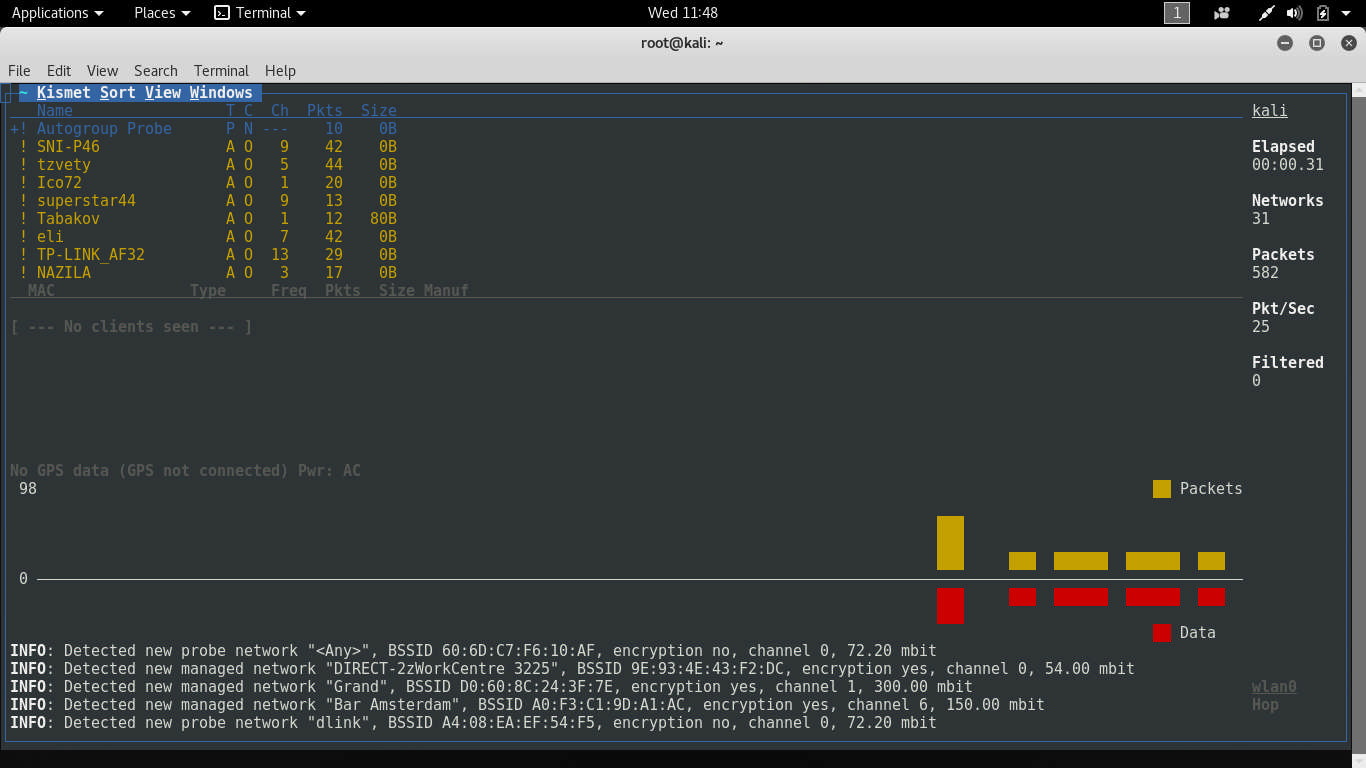 Applications Places Terminal Wed 11:48 1
root@kali: ~
File Edit View Search Terminal Help
~ Kismet Sort View Windows
Name T C Ch Pkts Size
kali
+! Autogroup Probe P N --- 10 0B
! SNI-P46 A O 9 42 0B
Elapsed
! tzvety A O 5 44 0B
00:00.31
! Ico72 A O 1 20 0B
! superstar44 A O 9 13 0B
Networks
! Tabakov A O 1 12 80B
31
! eli A O 7 42 0B
! TP-LINK_AF32 A O 13 29 0B
Packets
! NAZILA A O 3 17 0B
582
MAC Type Freq Pkts Size Manuf
Pkt/Sec
[ --- No clients seen --- ]
25
Filtered
0
No GPS data (GPS not connected) Pwr: AC
98
Packets
0
Data
INFO: Detected new probe network "<Any>", BSSID 60:6D:C7:F6:10:AF, encryption no, channel 0, 72.20 mbit
INFO: Detected new managed network "DIRECT-2zWorkCentre 3225", BSSID 9E:93:4E:43:F2:DC, encryption yes, channel 0, 54.00 mbit
INFO: Detected new managed network "Grand", BSSID D0:60:8C:24:3F:7E, encryption yes, channel 1, 300.00 mbit
wlan0
INFO: Detected new managed network "Bar Amsterdam", BSSID A0:F3:C1:9D:A1:AC, encryption yes, channel 6, 150.00 mbit
Hop
INFO: Detected new probe network "dlink", BSSID A4:08:EA:EF:54:F5, encryption no, channel 0, 72.20 mbit